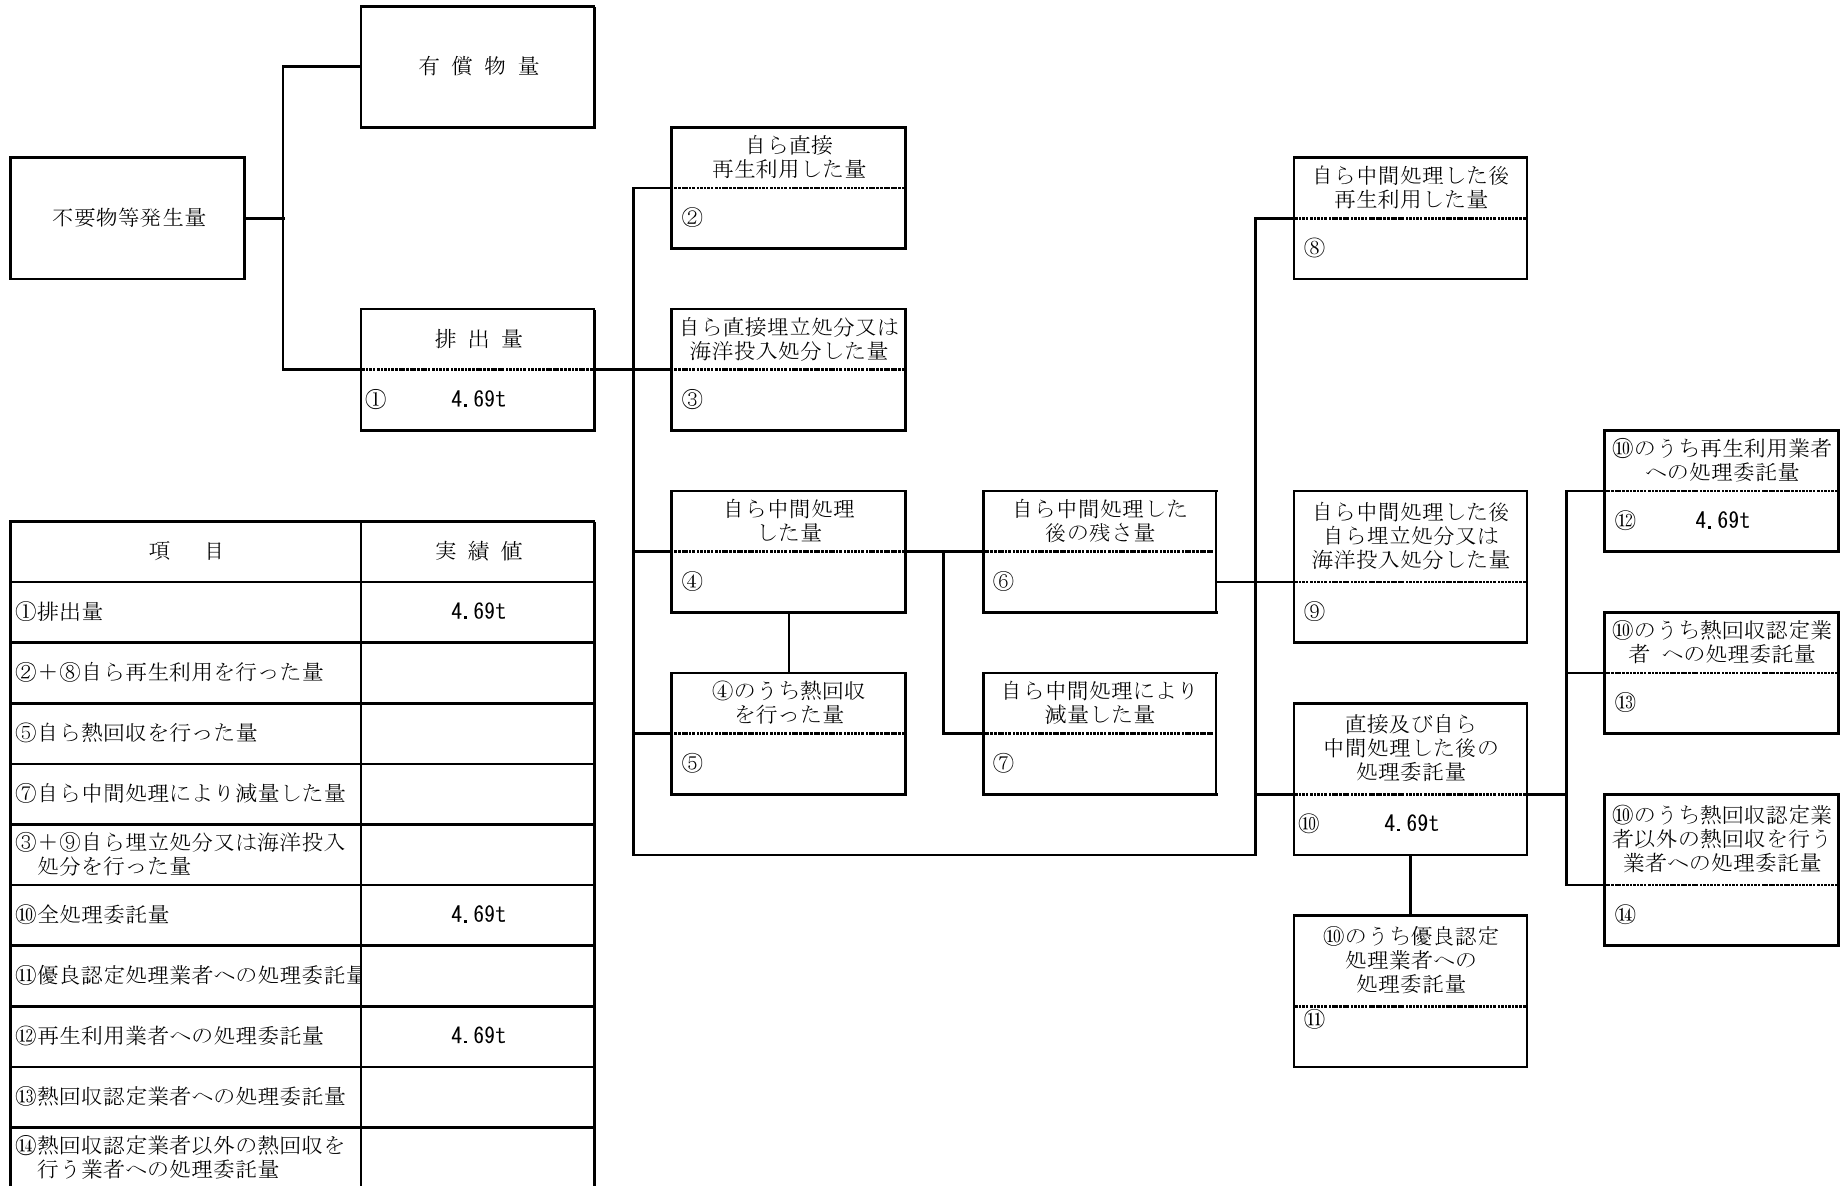 有償物量
不要物等発生量
排出量
① 4.69t
自ら直接
再生利用した量
②
自ら直接埋立処分又は
海洋投入処分した量
③
自ら中間処理
した量
④
④のうち熱回収
を行った量
⑤
自ら中間処理した
後の残さ量
⑥
自ら中間処理により
減量した量
⑦
自ら中間処理した後
再生利用した量
⑧
自ら中間処理した後
自ら埋立処分又は
海洋投入処分した量
⑨
直接及び自ら
中間処理した後の
処理委託量
⑩ 4.69t
⑩のうち優良認定
処理業者への
処理委託量
⑪
⑩のうち再生利用業者
への処理委託量
⑫ 4.69t
⑩のうち熱回収認定業
者 への処理委託量
⑬
⑩のうち熱回収認定業
者以外の熱回収を行う
業者への処理委託量
⑭
項目 実績値
①排出量 4.69t
②+⑧自ら再生利用を行った量
⑤自ら熱回収を行った量
⑦自ら中間処理により減量した量
③+⑨自ら埋立処分又は海洋投入
処分を行った量
⑩全処理委託量 4.69t
⑪優良認定処理業者への処理委託量
⑫再生利用業者への処理委託量 4.69t
⑬熱回収認定業者への処理委託量
⑭熱回収認定業者以外の熱回収を
行う業者への処理委託量